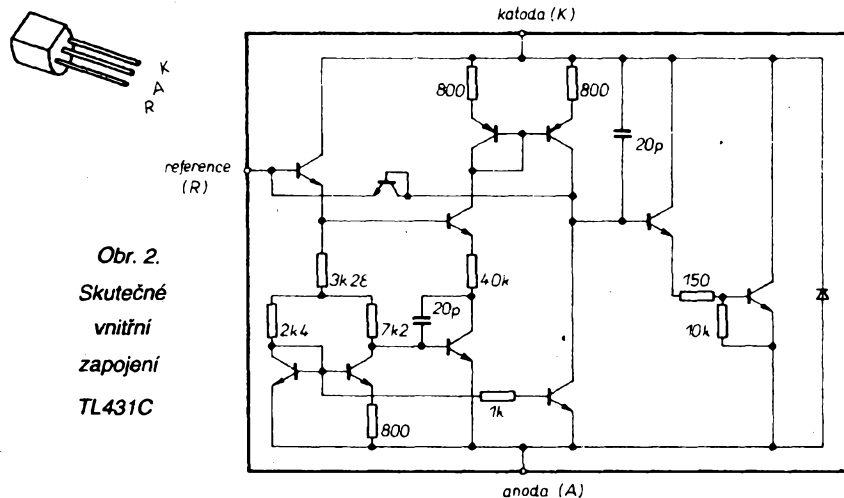 katoda (K)
K
A
R
800
800
20p
reference
(R)
Obr. 2.
Skutečné
vnitřní
zapojení
TL431C
3k28
40k
150
10k
2k4
7k2
20p
1k
800
anoda (A)